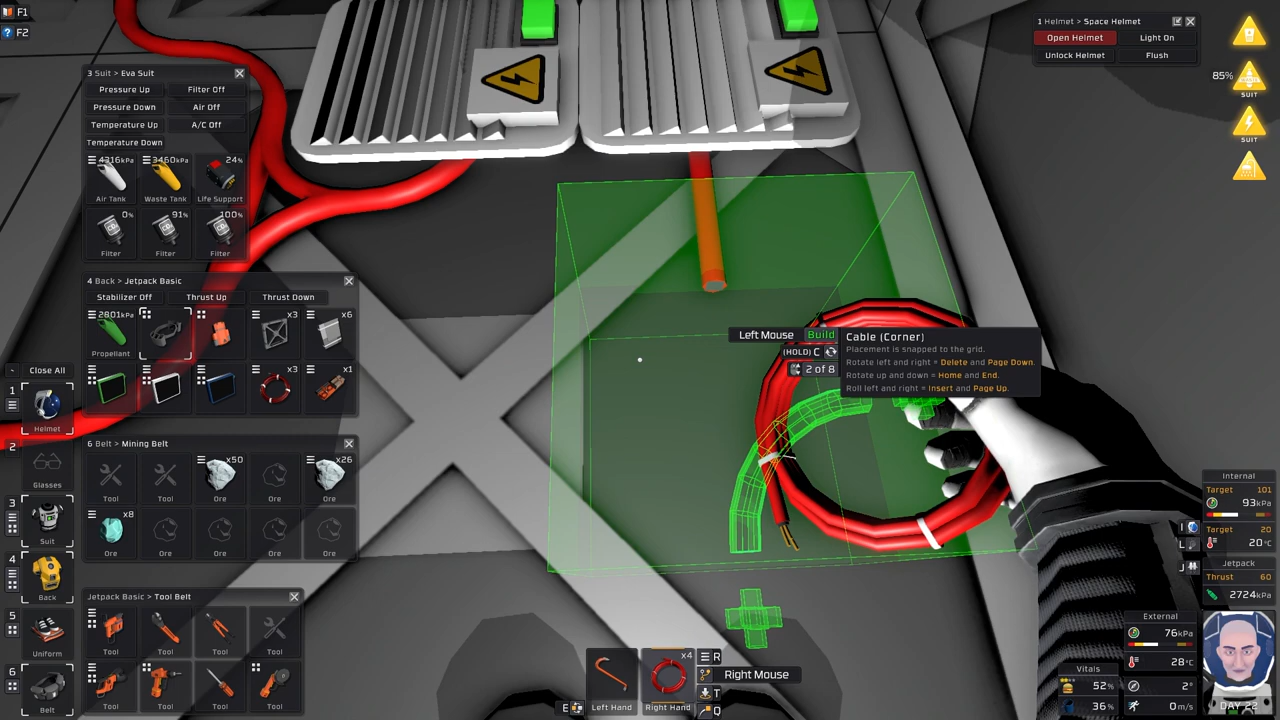 F1
? F2
3 Suit > Eva Suit
Pressure Up
Filter Off
Pressure Down
Air Off
Temperature Up
A/C Off
Temperature Down
4316kPa
3460kPa
24%
Air Tank
Waste Tank
Life Support
0%
91%
100%
Filter
Filter
Filter
4 Back > Jetpack Basic
Stabilizer Off
Thrust Up
Thrust Down
2801kPa
x3
x6
Propellant
x3
x1
- Close All
1
Helmet
2
Glasses
3
Suit
4
Back
5
Uniform
6
Belt
6 Belt > Mining Belt
x50
x26
Tool
Tool
Ore
Ore
Ore
x8
Ore
Ore
Ore
Ore
Ore
Jetpack Basic > Tool Belt
Tool
Tool
Tool
Tool
Tool
Tool
Tool
Tool
Left Mouse
Build
(HOLD) C
2 of 8
Cable (Corner)
Placement is snapped to the grid.
Rotate left and right = Delete and Page Down.
Rotate up and down = Home and End.
Roll left and right = Insert and Page Up.
E
Left Hand
x4
Right Hand
R
Right Mouse
T
Q
1 Helmet > Space Helmet
Open Helmet
Light On
Unlock Helmet
Flush
85%
SUIT
SUIT
Internal
Target 101
93kPa
Target 20
20°C
Jetpack
Thrust 60
2724kPa
I
L
J
External
76kPa
28°C
2°
0m/s
Vitals
52%
36%
DAY 22